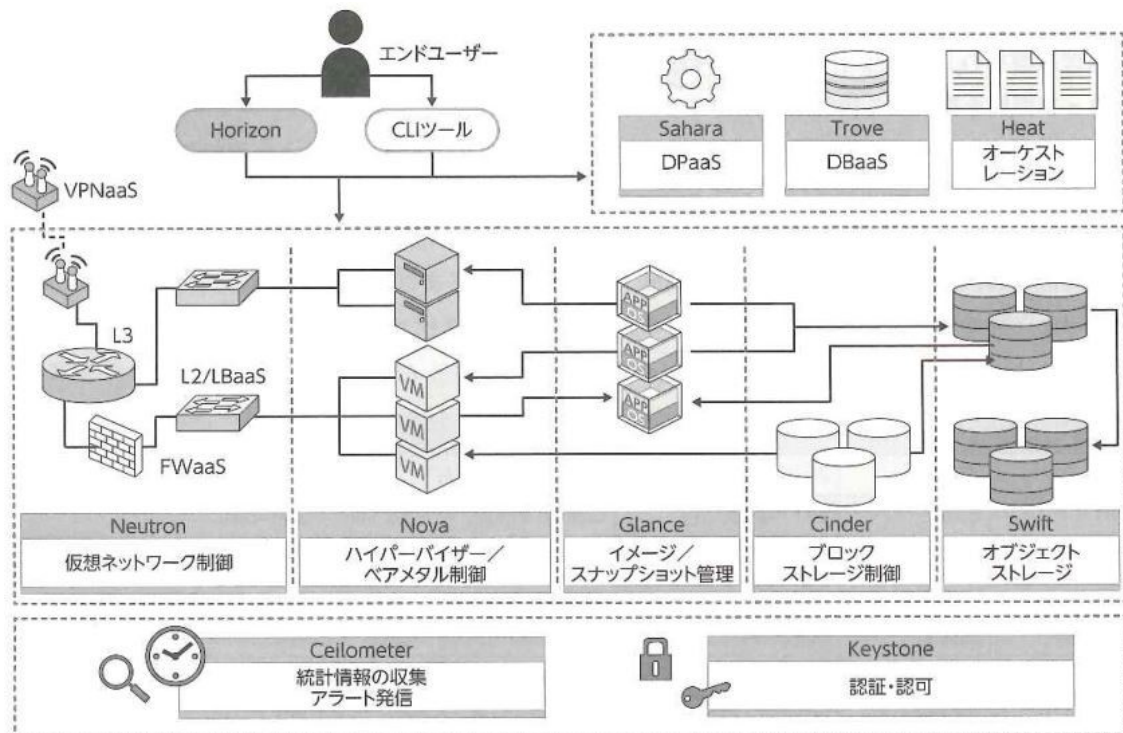 エンドユーザー
Horizon
CLIツール
Sahara
DPaaS
Trove
DBaaS
Heat
オーケスト
レーション
VPNaaS
L3
L2/LBaaS
FWaaS
VM
VM
VM
APP
OS
APP
OS
APP
OS
Neutron
仮想ネットワーク制御
Nova
ハイパーバイザー／
ベアメタル制御
Glance
イメージ／
スナップショット管理
Cinder
ブロック
ストレージ制御
Swift
オブジェクト
ストレージ
Ceilometer
統計情報の収集
アラート発信
Keystone
認証・認可